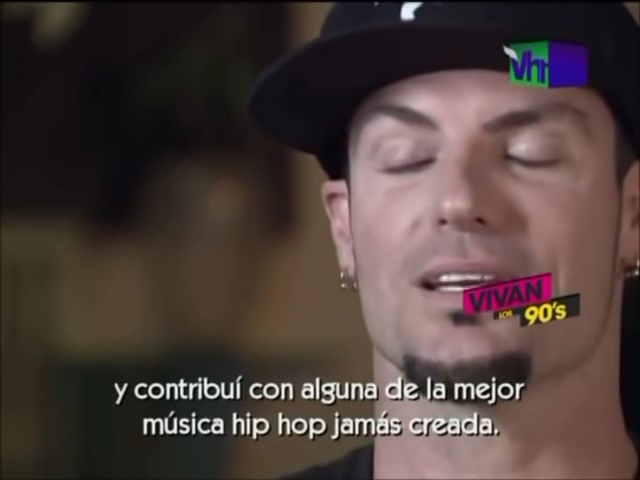 Vh1
VIVAN
LOS 90's
y contribuí con alguna de la mejor
música hip hop jamás creada.